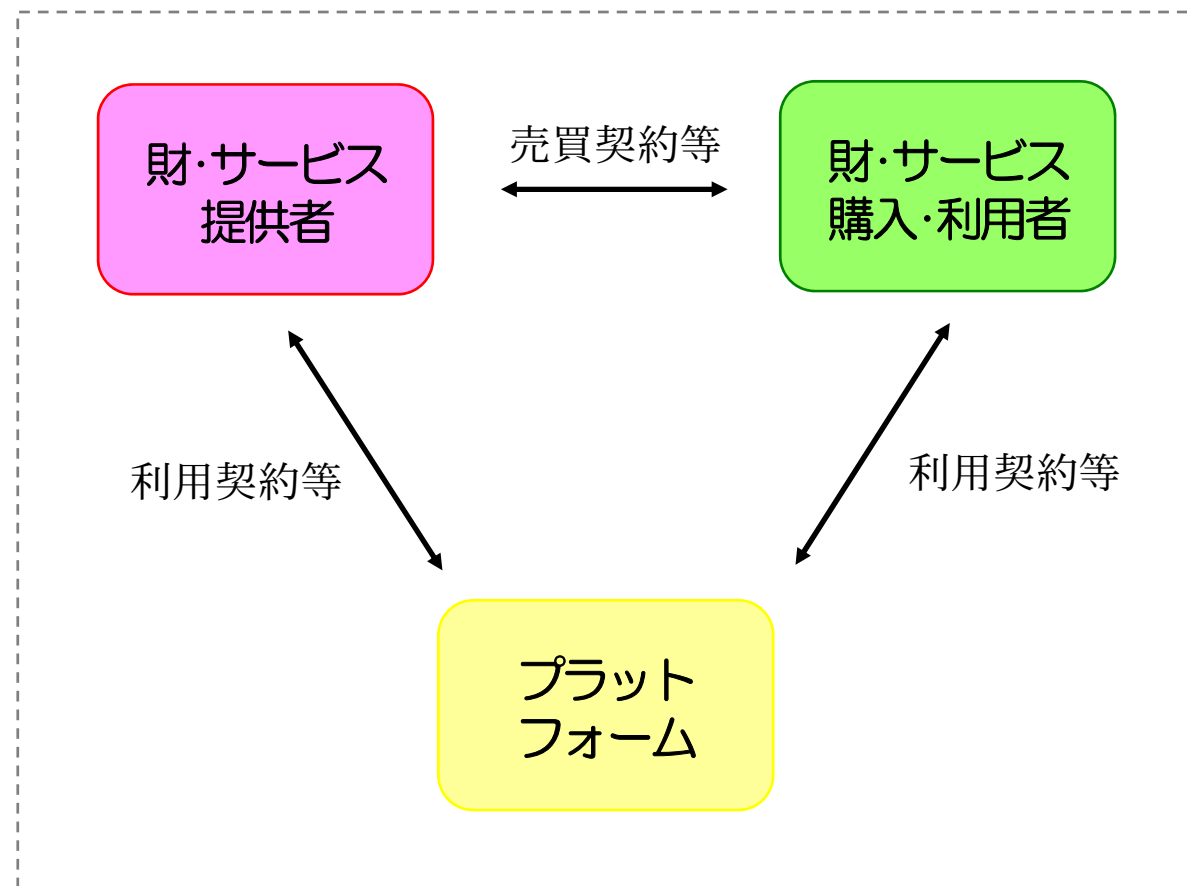 財・サービス
提供者
売買契約等
財・サービス
購入・利用者
利用契約等
利用契約等
プラット
フォーム